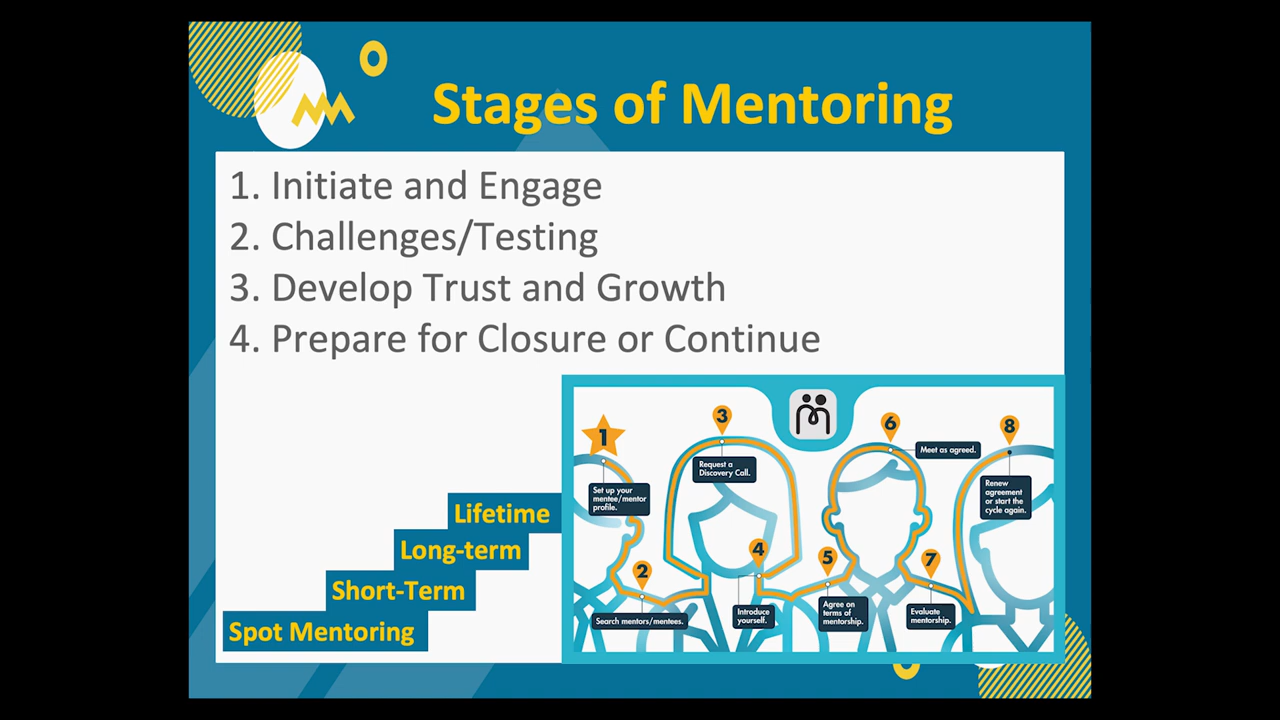 Stages of Mentoring
1. Initiate and Engage
2. Challenges/Testing
3. Develop Trust and Growth
4. Prepare for Closure or Continue
Lifetime
Long-term
Short-Term
Spot Mentoring
1
Set up your
mentee/mentor
profile.
2
Search mentors/mentees.
3
Request a
Discovery Call.
4
Introduce
yourself.
5
Agree on
terms of
mentorship.
6
Meet as agreed.
7
Evaluate
mentorship.
8
Renew
agreement
or start the
cycle again.